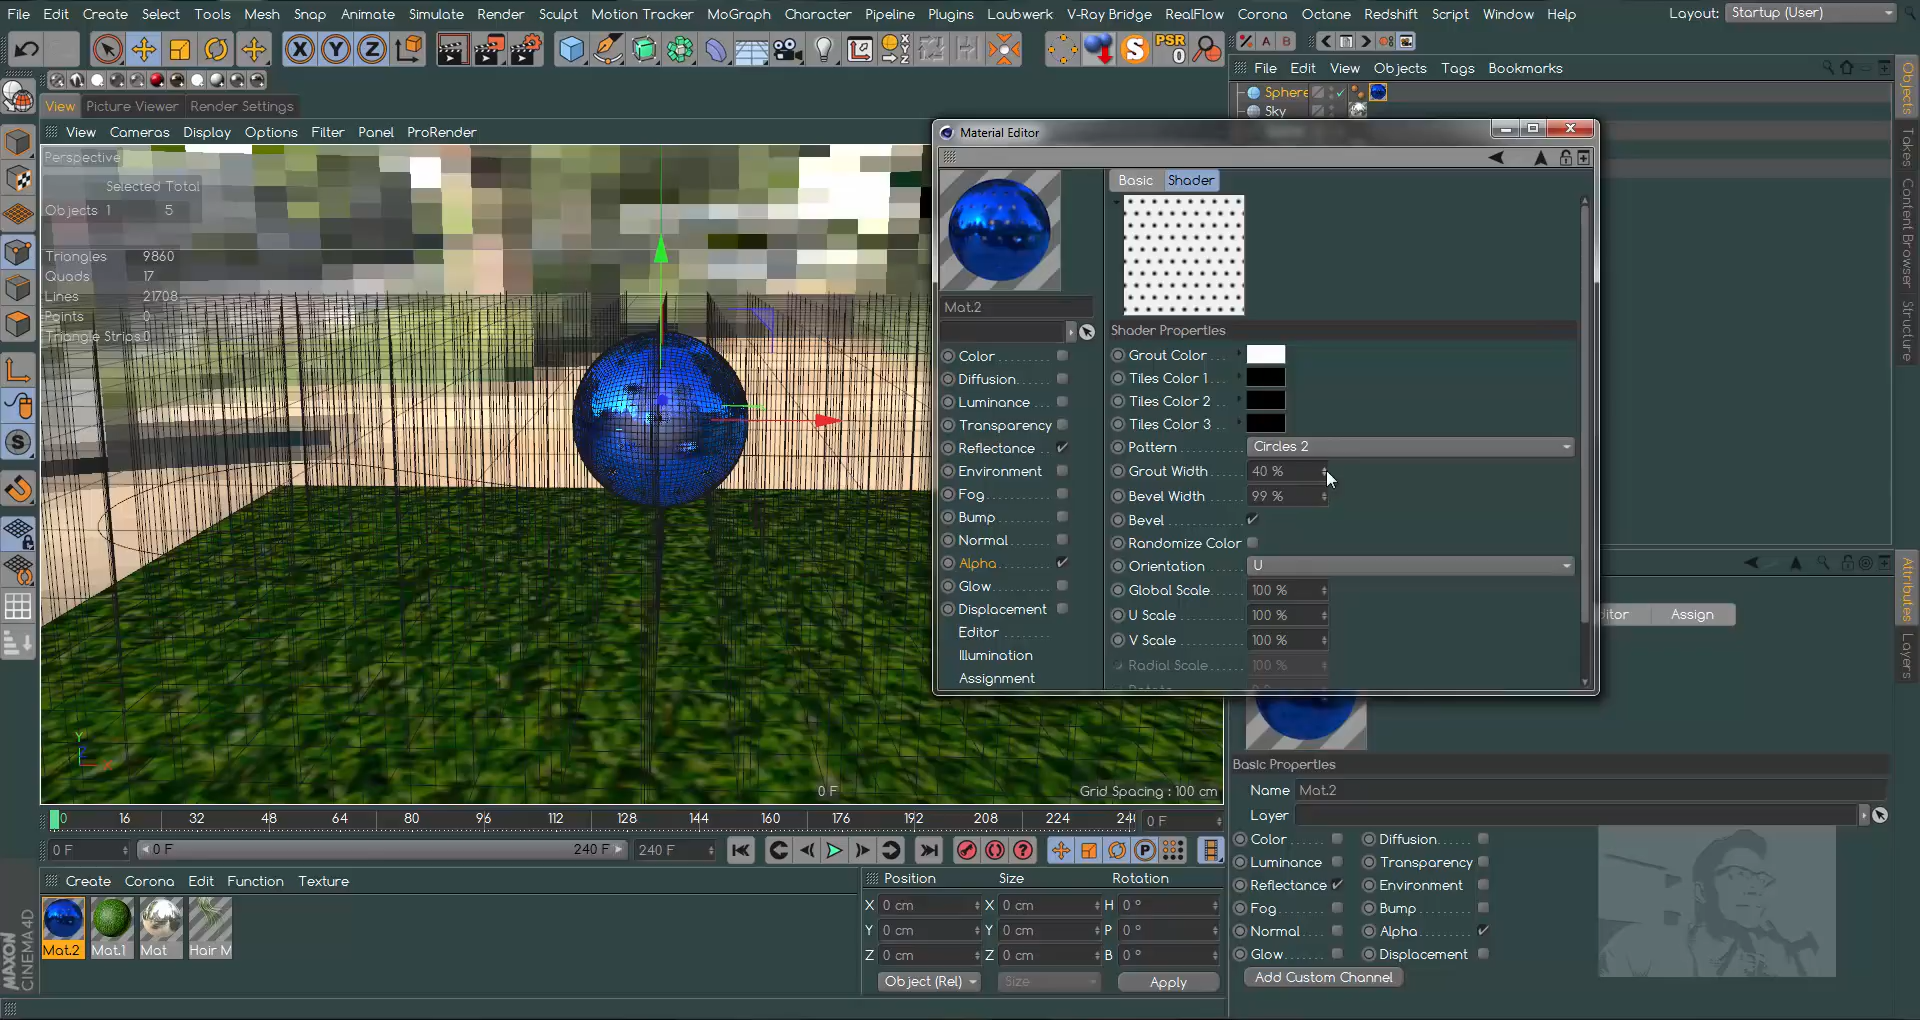 File Edit Create Select Tools Mesh Snap Animate Simulate Render Sculpt Motion Tracker MoGraph Character Pipeline Plugins Laubwerk V-Ray Bridge RealFlow Corona Octane Redshift Script Window Help Layout: Startup (User)
X Y Z S PSR 0 A B
View Picture Viewer Render Settings
View Cameras Display Options Filter Panel ProRender
Perspective
Selected Total
Objects 1 5
Triangles 9860
Quads 17
Lines 21708
Points 0
Triangle Strips 0
Y
X
0 F
Grid Spacing : 100 cm
File Edit View Objects Tags Bookmarks
Sphere
Sky
Objects
Takes
Content Browser
Structure
Material Editor
Mat.2
Color
Diffusion
Luminance
Transparency
Reflectance
Environment
Fog
Bump
Normal
Alpha
Glow
Displacement
Editor
Illumination
Assignment
Basic Shader
Shader Properties
Grout Color
Tiles Color 1
Tiles Color 2
Tiles Color 3
Pattern Circles 2
Grout Width 40 %
Bevel Width 99 %
Bevel
Randomize Color
Orientation U
Global Scale 100 %
U Scale 100 %
V Scale 100 %
Radial Scale 100 %
Assign
Attributes
Layers
Basic Properties
Name Mat.2
Layer
Color Diffusion
Luminance Transparency
Reflectance Environment
Fog Bump
Normal Alpha
Glow Displacement
Add Custom Channel
0 16 32 48 64 80 96 112 128 144 160 176 192 208 224 0 F
0 F 0 F 240 F 240 F
P
Create Corona Edit Function Texture
Mat.2 Mat.1 Mat Hair M
Position Size Rotation
X 0 cm X 0 cm H 0 °
Y 0 cm Y 0 cm P 0 °
Z 0 cm Z 0 cm B 0 °
Object (Rel) Size Apply
MAXON
CINEMA4D